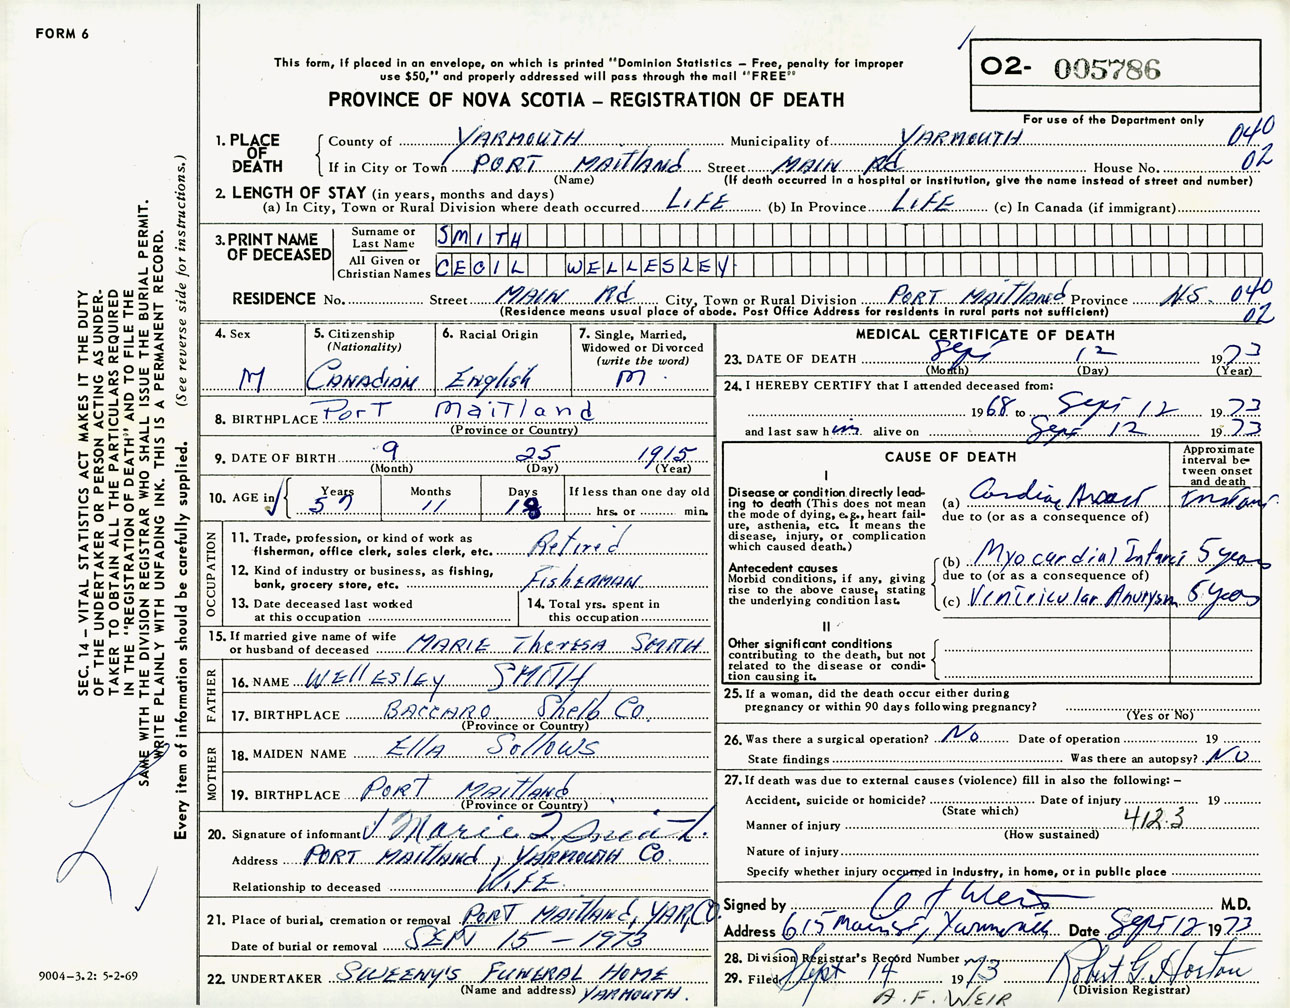 FORM 6
This form, if placed in an envelope, on which is printed "Dominion Statistics – Free, penalty for improper
use $50," and properly addressed will pass through the mail "FREE"
PROVINCE OF NOVA SCOTIA – REGISTRATION OF DEATH
02- 005786
For use of the Department only
1. PLACE OF DEATH
County of YARMOUTH Municipality of YARMOUTH 040
If in City or Town PORT MAITLAND Street MAIN Rd House No. 02
(Name) (If death occurred in a hospital or institution, give the name instead of street and number)
2. LENGTH OF STAY (in years, months and days)
(a) In City, Town or Rural Division where death occurred LIFE (b) In Province LIFE (c) In Canada (if immigrant)
3. PRINT NAME OF DECEASED
Surname or Last Name SMITH
All Given or Christian Names CECIL WELLESLEY
RESIDENCE No. Street MAIN Rd City, Town or Rural Division PORT MAITLAND Province N.S. 040
(Residence means usual place of abode. Post Office Address for residents in rural parts not sufficient) 02
4. Sex
M
5. Citizenship
(Nationality)
CANADIAN
6. Racial Origin
English
7. Single, Married,
Widowed or Divorced
(write the word)
M.
8. BIRTHPLACE PORT MAITLAND
(Province or Country)
9. DATE OF BIRTH 9 25 1915
(Month) (Day) (Year)
10. AGE in
Years Months Days If less than one day old
57 11 18 hrs. or min.
OCCUPATION
11. Trade, profession, or kind of work as
fisherman, office clerk, sales clerk, etc. Retired
12. Kind of industry or business, as fishing,
bank, grocery store, etc. FISHERMAN
13. Date deceased last worked
at this occupation
14. Total yrs. spent in
this occupation
15. If married give name of wife
or husband of deceased MARIE Theresa SMITH
FATHER
16. NAME Wellesley SMITH
17. BIRTHPLACE BACCARO Shelb Co.
(Province or Country)
MOTHER
18. MAIDEN NAME Ella Sollows
19. BIRTHPLACE PORT MAITLAND
(Province or Country)
20. Signature of informant Marie T. Smith
Address PORT MAITLAND, YARMOUTH Co.
Relationship to deceased WIFE
21. Place of burial, cremation or removal PORT MAITLAND, YAR. CO.
Date of burial or removal SEPT 15 – 1973
22. UNDERTAKER SWEENY'S FUNERAL HOME
(Name and address) YARMOUTH.
MEDICAL CERTIFICATE OF DEATH
23. DATE OF DEATH Sept 12 1973
(Month) (Day) (Year)
24. I HEREBY CERTIFY that I attended deceased from:
1968 to Sept 12 1973
and last saw him alive on Sept 12 1973
CAUSE OF DEATH
Approximate
interval be-
tween onset
and death
I
Disease or condition directly lead-
ing to death (This does not mean
the mode of dying, e.g., heart fail-
ure, asthenia, etc. It means the
disease, injury, or complication
which caused death.)
(a) Cardiac Arrest instant
due to (or as a consequence of)
Antecedent causes
Morbid conditions, if any, giving
rise to the above cause, stating
the underlying condition last.
(b) Myocardial Infarc 5 years
due to (or as a consequence of)
(c) Ventricular Anurysm 5 years
II
Other significant conditions
contributing to the death, but not
related to the disease or condi-
tion causing it.
25. If a woman, did the death occur either during
pregnancy or within 90 days following pregnancy?
(Yes or No)
26. Was there a surgical operation? No Date of operation 19
State findings Was there an autopsy? NO
27. If death was due to external causes (violence) fill in also the following: –
Accident, suicide or homicide? Date of injury 19
(State which)
Manner of injury 412.3
(How sustained)
Nature of injury
Specify whether injury occurred in industry, in home, or in public place
Signed by A F Weir M.D.
Address 615 Main St, Yarmouth Date Sept 12 1973
28. Division Registrar's Record Number
29. Filed Sept 14 1973 Robert G. Horton
(Division Registrar)
A. F. WEIR
SEC. 14 – VITAL STATISTICS ACT MAKES IT THE DUTY
OF THE UNDERTAKER OR PERSON ACTING AS UNDER-
TAKER TO OBTAIN ALL THE PARTICULARS REQUIRED
IN THE "REGISTRATION OF DEATH" AND TO FILE THE
SAME WITH THE DIVISION REGISTRAR WHO SHALL ISSUE THE BURIAL PERMIT.
WRITE PLAINLY WITH UNFADING INK. THIS IS A PERMANENT RECORD.
Every item of information should be carefully supplied. (See reverse side for instructions.)
9004-3.2: 5-2-69